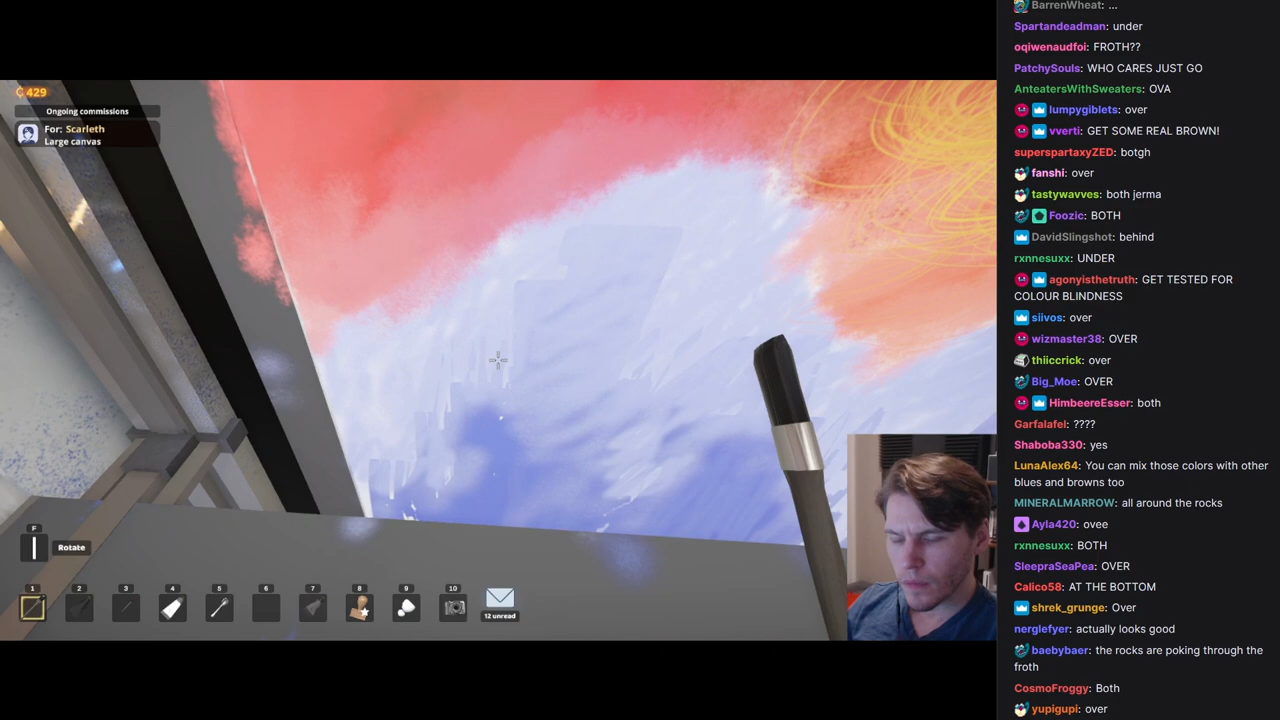 429
Ongoing commissions
For: Scarleth
Large canvas
F
Rotate
1 2 3 4 5 6 7 8 9 10
12 unread
BarrenWheat: ...
Spartandeadman: under
oqiwenaudfoi: FROTH??
PatchySouls: WHO CARES JUST GO
AnteatersWithSweaters: OVA
lumpygiblets: over
vverti: GET SOME REAL BROWN!
superspartaxyZED: botgh
fanshi: over
tastywavves: both jerma
Foozic: BOTH
DavidSlingshot: behind
rxnnesuxx: UNDER
agonyisthetruth: GET TESTED FOR
COLOUR BLINDNESS
siivos: over
wizmaster38: OVER
thiiccrick: over
Big_Moe: OVER
HimbeereEsser: both
Garfalafel: ????
Shaboba330: yes
LunaAlex64: You can mix those colors with other
blues and browns too
MINERALMARROW: all around the rocks
Ayla420: ovee
rxnnesuxx: BOTH
SleepraSeaPea: OVER
Calico58: AT THE BOTTOM
shrek_grunge: Over
nerglefyer: actually looks good
baebybaer: the rocks are poking through the
froth
CosmoFroggy: Both
yupigupi: over